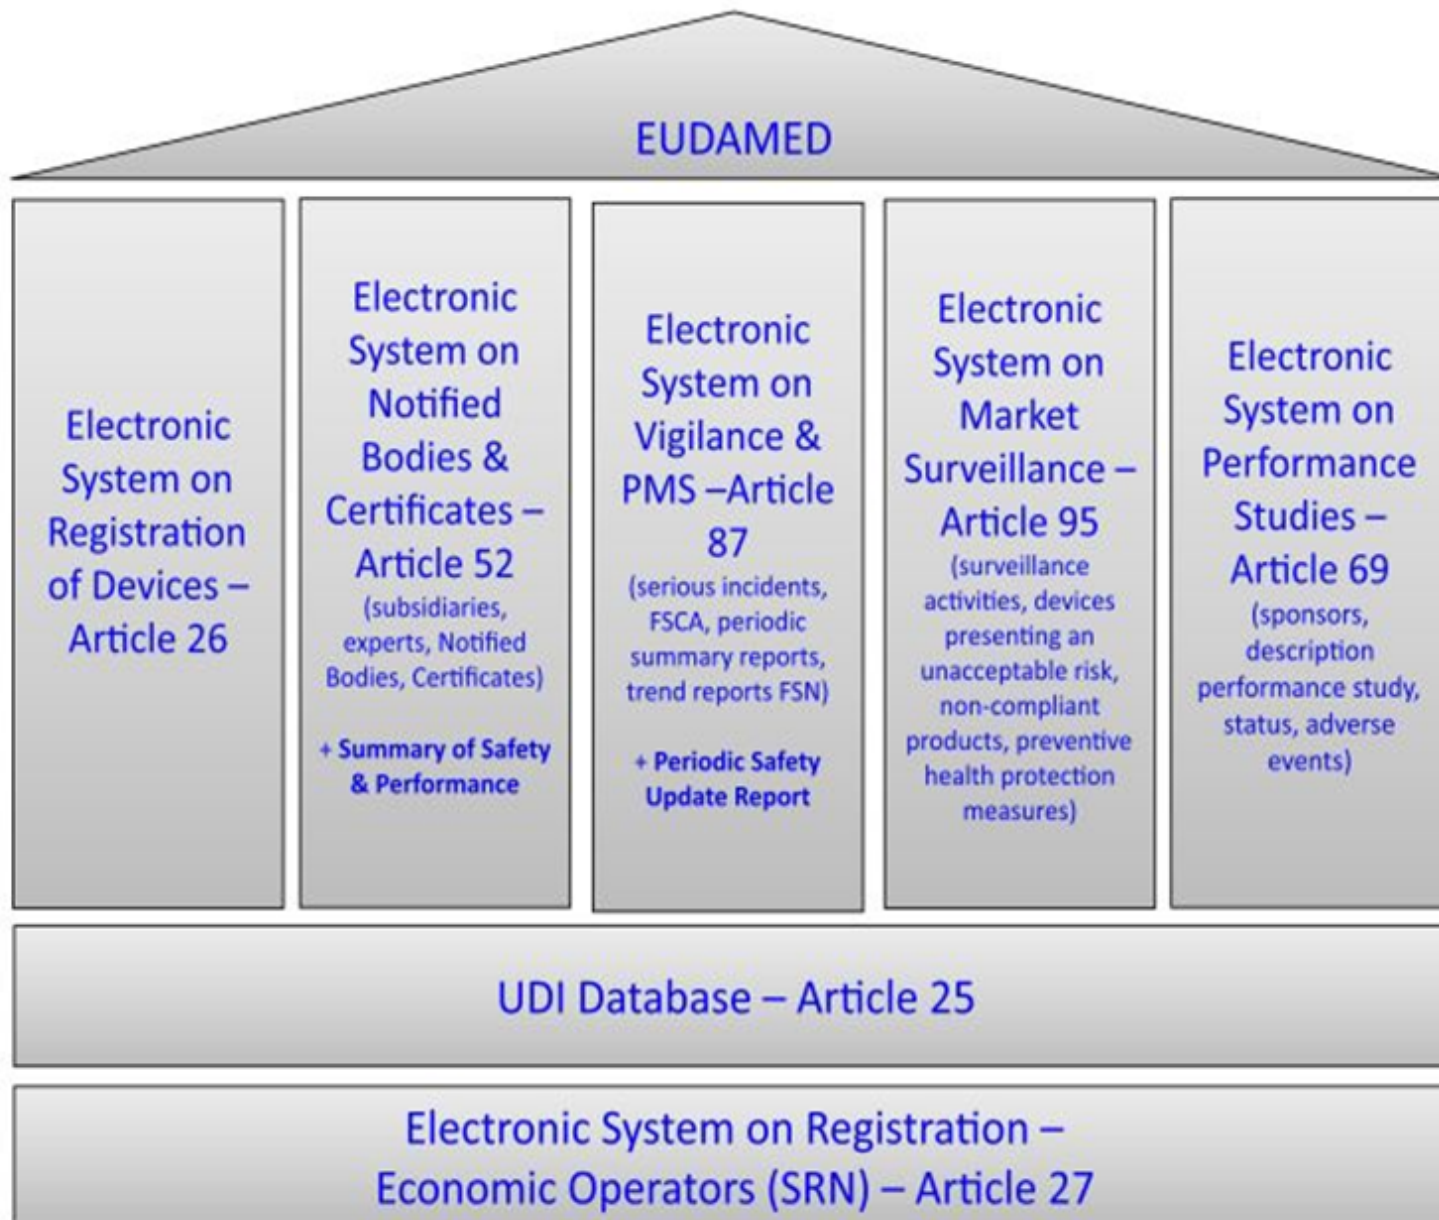 EUDAMED
Electronic
System on
Registration
of Devices –
Article 26
Electronic
System on
Notified
Bodies &
Certificates –
Article 52
(subsidiaries,
experts, Notified
Bodies, Certificates)
+ Summary of Safety
& Performance
Electronic
System on
Vigilance &
PMS –Article
87
(serious incidents,
FSCA, periodic
summary reports,
trend reports FSN)
+ Periodic Safety
Update Report
Electronic
System on
Market
Surveillance –
Article 95
(surveillance
activities, devices
presenting an
unacceptable risk,
non-compliant
products, preventive
health protection
measures)
Electronic
System on
Performance
Studies –
Article 69
(sponsors,
description
performance study,
status, adverse
events)
UDI Database – Article 25
Electronic System on Registration –
Economic Operators (SRN) – Article 27